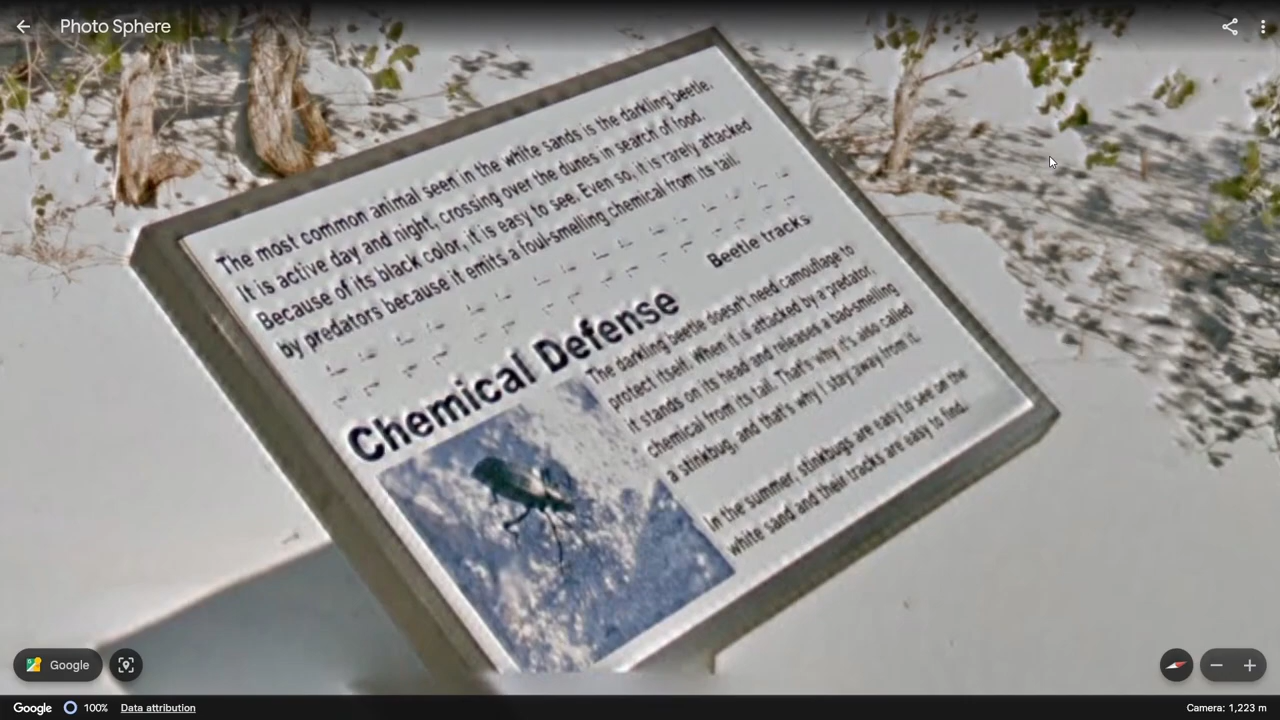 Photo Sphere
The most common animal seen in the white sands is the darkling beetle.
It is active day and night, crossing over the dunes in search of food.
Because of its black color, it is easy to see. Even so, it is rarely attacked
by predators because it emits a foul-smelling chemical from its tail.
Beetle tracks
Chemical Defense
The darkling beetle doesn't need camouflage to
protect itself. When it is attacked by a predator,
it stands on its head and releases a bad-smelling
chemical from its tail. That's why it's also called
a stinkbug, and that's why I stay away from it.
In the summer, stinkbugs are easy to see on the
white sand and their tracks are easy to find.
Google
Google 100% Data attribution
Camera: 1,223 m